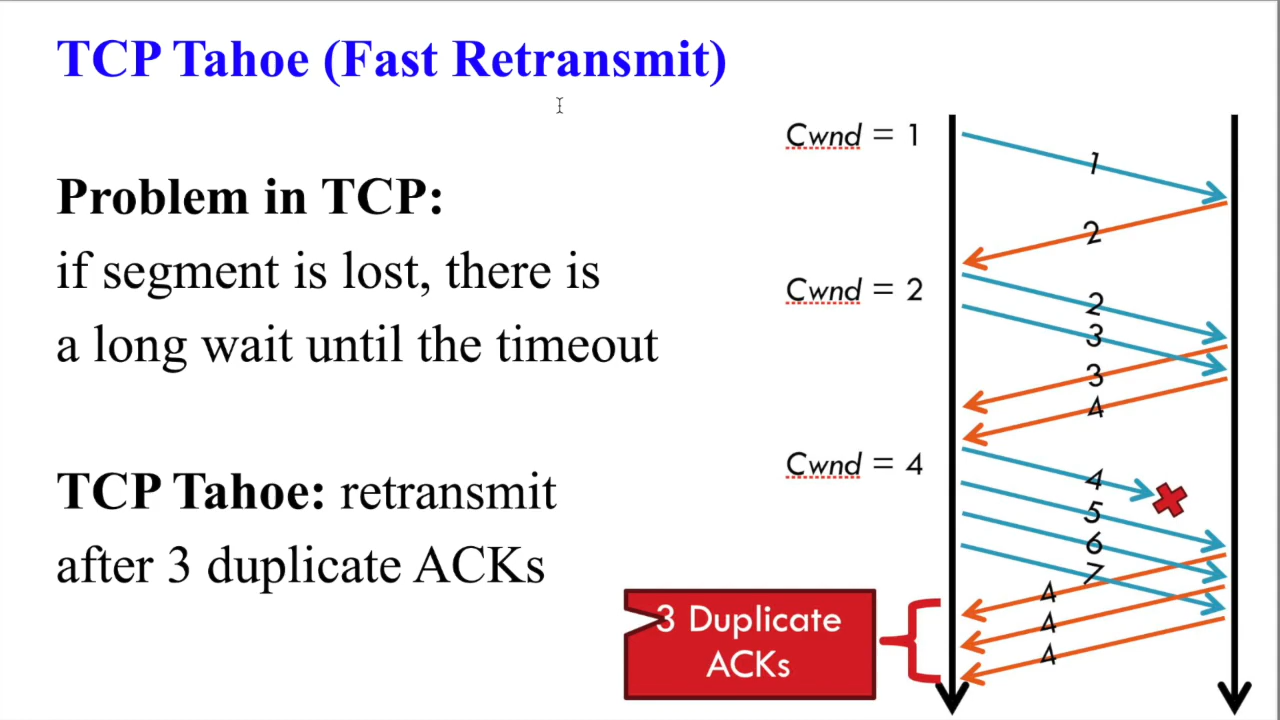 TCP Tahoe (Fast Retransmit)
Problem in TCP:
if segment is lost, there is
a long wait until the timeout
TCP Tahoe: retransmit
after 3 duplicate ACKs
Cwnd = 1
1
2
Cwnd = 2
2
3
3
4
Cwnd = 4
4
5
6
7
4
4
4
3 Duplicate
ACKs